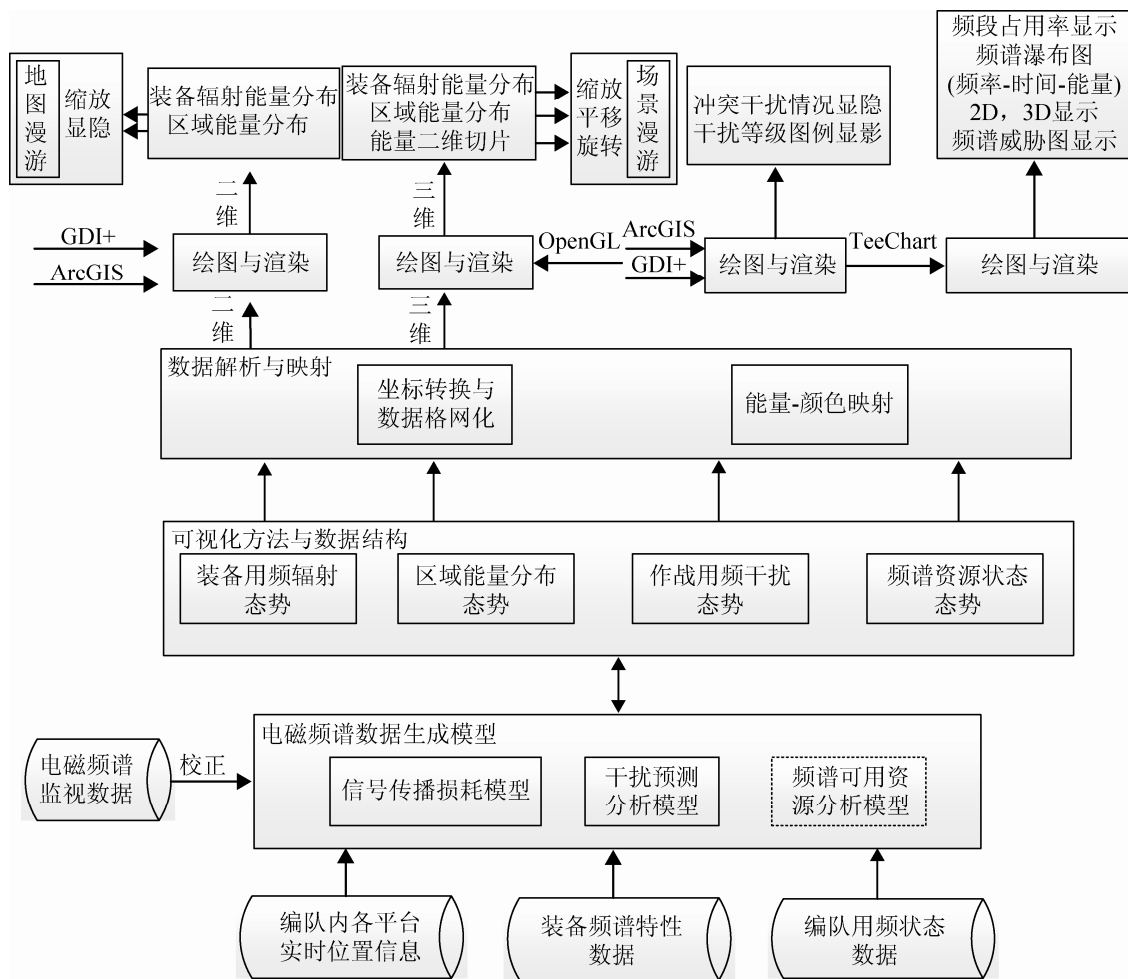 频段占用率显示
频谱瀑布图
(频率-时间-能量)
2D，3D显示
频谱威胁图显示
地图漫游
缩放
显隐
装备辐射能量分布
区域能量分布
装备辐射能量分布
区域能量分布
能量二维切片
缩放
平移
旋转
场景漫游
冲突干扰情况显隐
干扰等级图例显影
二维
三维
GDI+
ArcGIS
绘图与渲染
绘图与渲染
OpenGL
ArcGIS
GDI+
绘图与渲染
TeeChart
绘图与渲染
二维
三维
数据解析与映射
坐标转换与
数据格网化
能量-颜色映射
可视化方法与数据结构
装备用频辐射
态势
区域能量分布
态势
作战用频干扰
态势
频谱资源状态
态势
电磁频谱数据生成模型
电磁频谱
监视数据
校正
信号传播损耗模型
干扰预测
分析模型
频谱可用资
源分析模型
编队内各平台
实时位置信息
装备频谱特性
数据
编队用频状态
数据